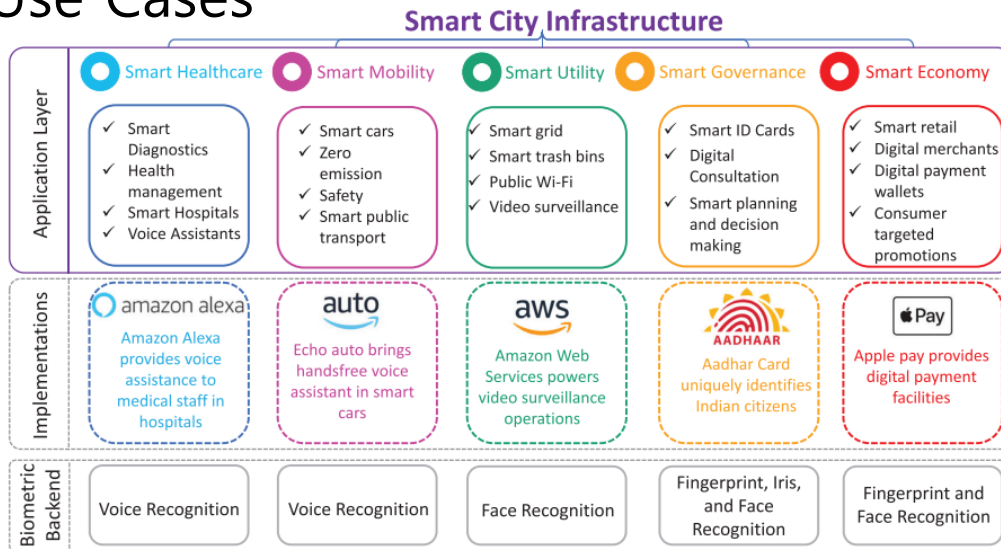 Use Cases
Smart City Infrastructure
Application Layer
Smart Healthcare
Smart Mobility
Smart Utility
Smart Governance
Smart Economy
✓ Smart
Diagnostics
✓ Health
management
✓ Smart Hospitals
✓ Voice Assistants
✓ Smart cars
✓ Zero
emission
✓ Safety
✓ Smart public
transport
✓ Smart grid
✓ Smart trash bins
✓ Public Wi-Fi
✓ Video surveillance
✓ Smart ID Cards
✓ Digital
Consultation
✓ Smart planning
and decision
making
✓ Smart retail
✓ Digital merchants
✓ Digital payment
wallets
✓ Consumer
targeted
promotions
Implementations
amazon alexa
Amazon Alexa
provides voice
assistance to
medical staff in
hospitals
auto
Echo auto brings
handsfree voice
assistant in smart
cars
aws
Amazon Web
Services powers
video surveillance
operations
AADHAAR
Aadhar Card
uniquely identifies
Indian citizens
Pay
Apple pay provides
digital payment
facilities
Biometric
Backend
Voice Recognition
Voice Recognition
Face Recognition
Fingerprint, Iris,
and Face
Recognition
Fingerprint and
Face Recognition